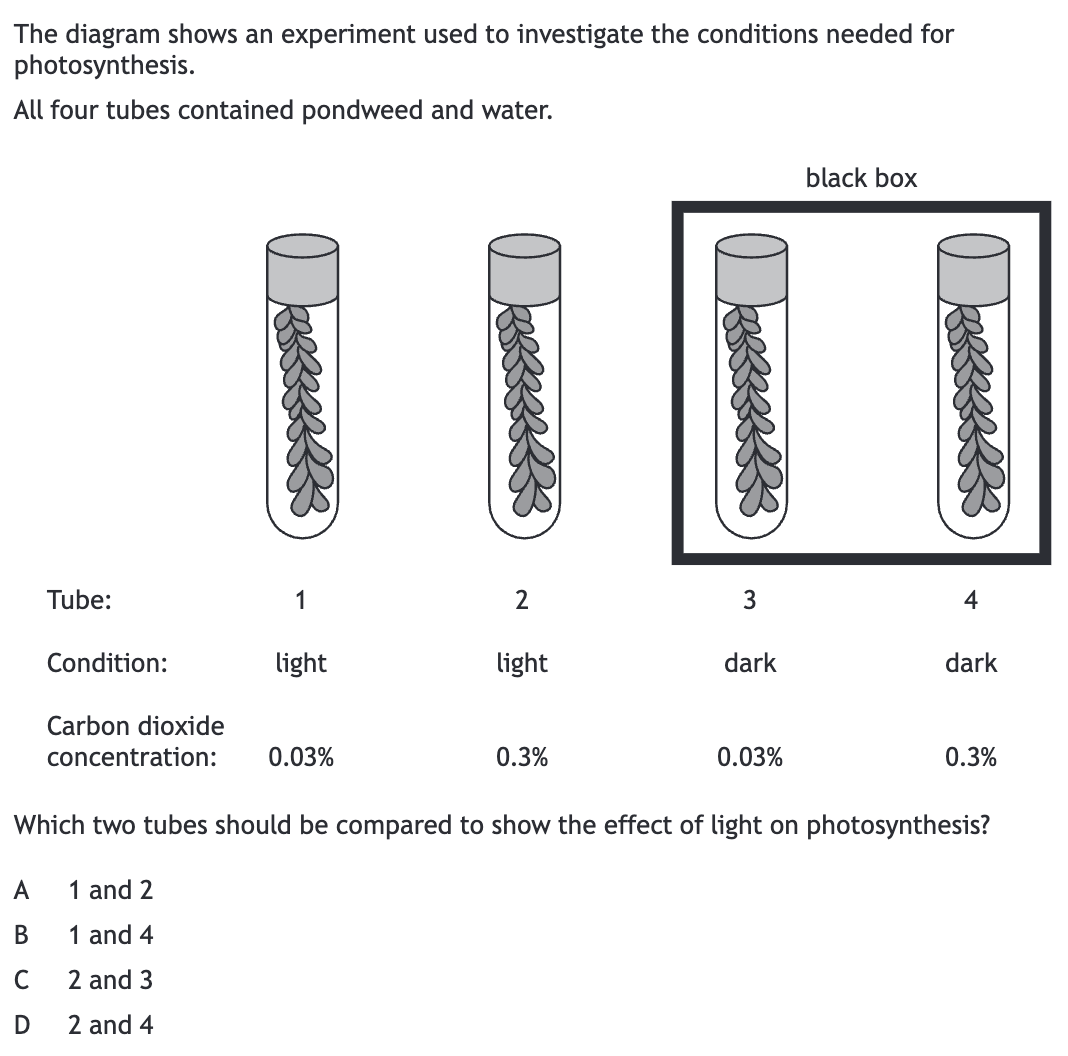 The diagram shows an experiment used to investigate the conditions needed for
photosynthesis.
All four tubes contained pondweed and water.
black box
Tube: 1 2 3 4
Condition: light light dark dark
Carbon dioxide
concentration: 0.03% 0.3% 0.03% 0.3%
Which two tubes should be compared to show the effect of light on photosynthesis?
A 1 and 2
B 1 and 4
C 2 and 3
D 2 and 4